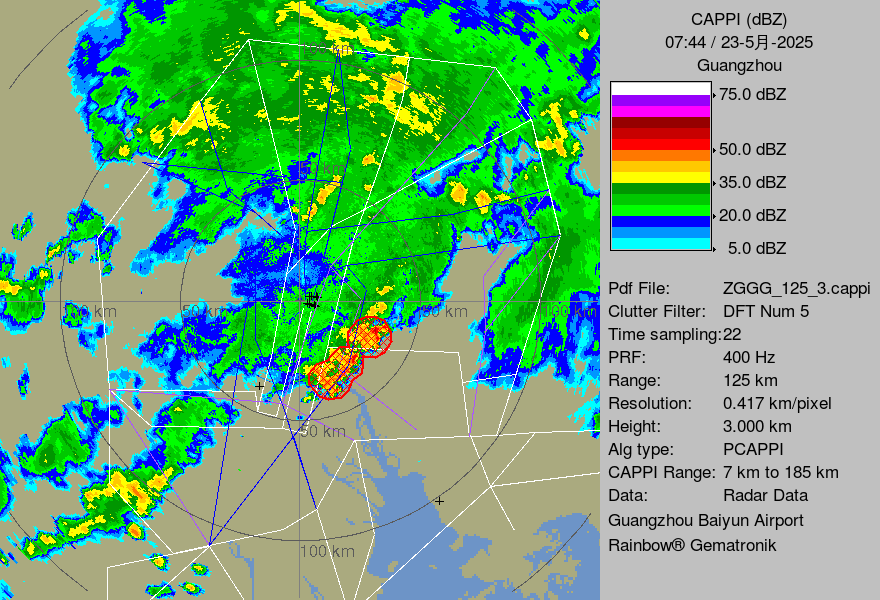 CAPPI (dBZ)
07:44 / 23-5月-2025
Guangzhou
75.0 dBZ
50.0 dBZ
35.0 dBZ
20.0 dBZ
5.0 dBZ
Pdf File: ZGGG_125_3.cappi
Clutter Filter: DFT Num 5
Time sampling:22
PRF: 400 Hz
Range: 125 km
Resolution: 0.417 km/pixel
Height: 3.000 km
Alg type: PCAPPI
CAPPI Range: 7 km to 185 km
Data: Radar Data
Guangzhou Baiyun Airport
Rainbow® Gematronik
100 km
50 km
50 km
100 km
50 km
100 km